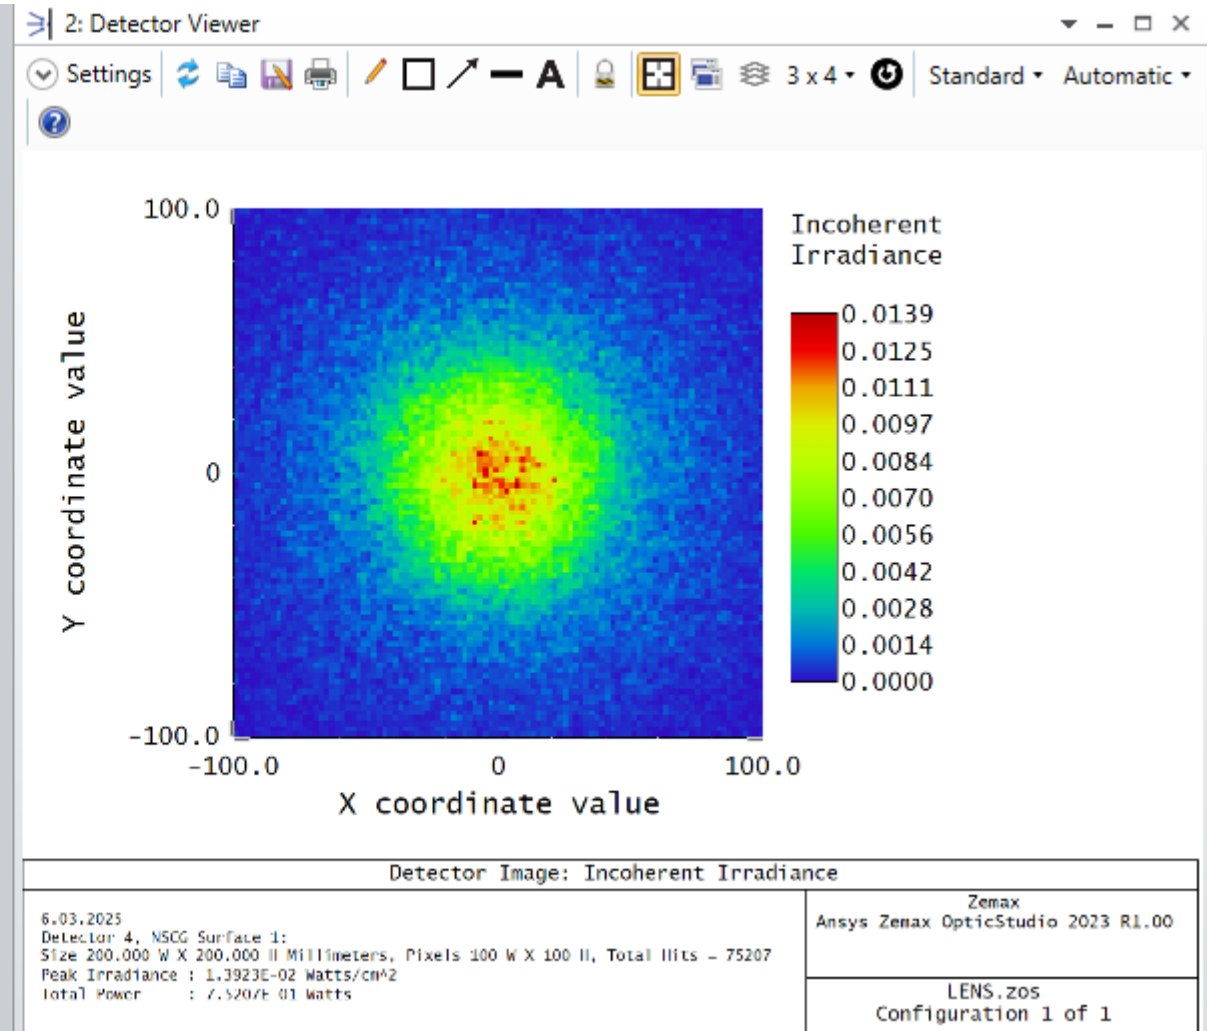 2: Detector Viewer
Settings
A
3 x 4
Standard
Automatic
?
100.0
0
-100.0
Y coordinate value
-100.0
0
100.0
X coordinate value
Incoherent
Irradiance
0.0139
0.0125
0.0111
0.0097
0.0084
0.0070
0.0056
0.0042
0.0028
0.0014
0.0000
Detector Image: Incoherent Irradiance
6.03.2025
Detector 4, NSCG Surface 1:
Size 200.000 W X 200.000 H Millimeters, Pixels 100 W X 100 H, Total Hits = 75207
Peak Irradiance : 1.3923E-02 Watts/cm^2
Total Power : 7.5207E-01 Watts
Zemax
Ansys Zemax OpticStudio 2023 R1.00
LENS.zos
Configuration 1 of 1